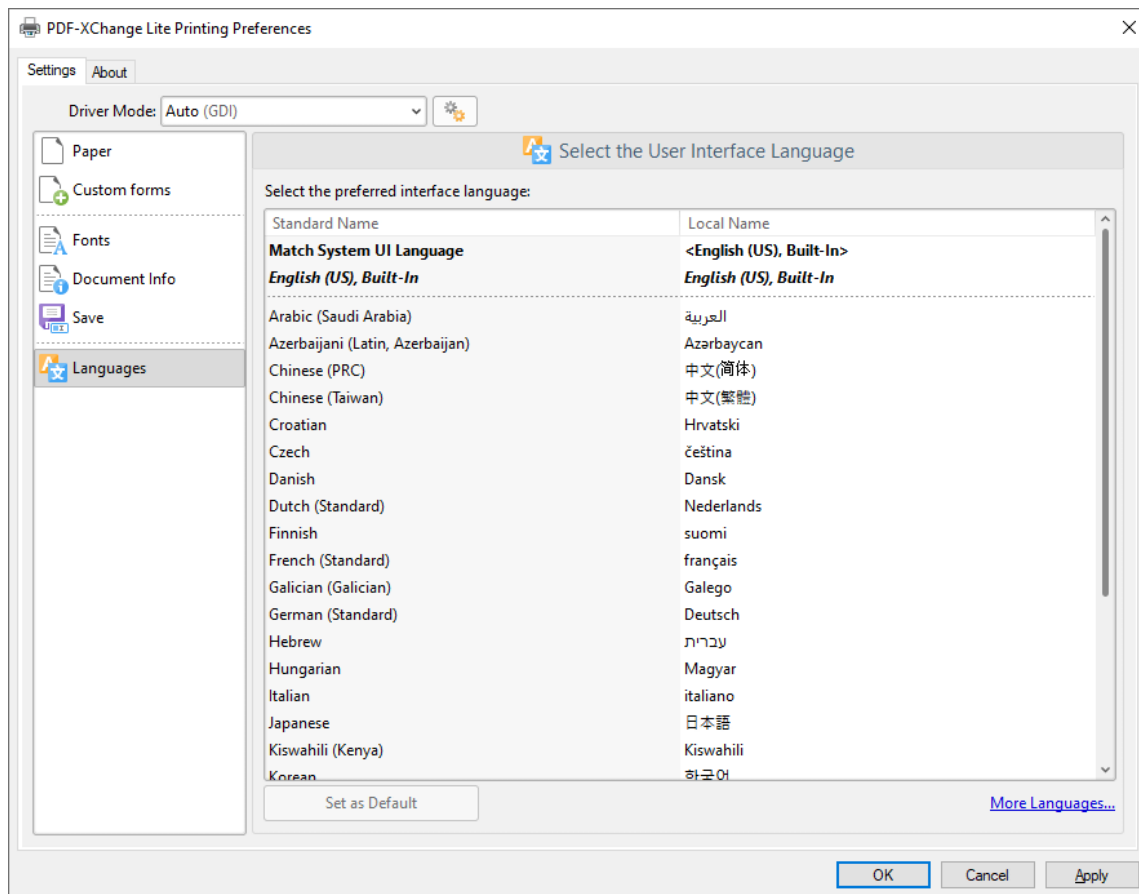 PDF-XChange Lite Printing Preferences
Settings
About
Driver Mode: Auto (GDI)
Paper
Custom forms
Fonts
Document Info
Save
Languages
Select the User Interface Language
Select the preferred interface language:
Standard Name Local Name
Match System UI Language <English (US), Built-In>
English (US), Built-In English (US), Built-In
Arabic (Saudi Arabia) العربية
Azerbaijani (Latin, Azerbaijan) Azərbaycan
Chinese (PRC) 中文(简体)
Chinese (Taiwan) 中文(繁體)
Croatian Hrvatski
Czech čeština
Danish Dansk
Dutch (Standard) Nederlands
Finnish suomi
French (Standard) français
Galician (Galician) Galego
German (Standard) Deutsch
Hebrew עברית
Hungarian Magyar
Italian italiano
Japanese 日本語
Kiswahili (Kenya) Kiswahili
Korean 한국어
Set as Default
More Languages...
OK Cancel Apply